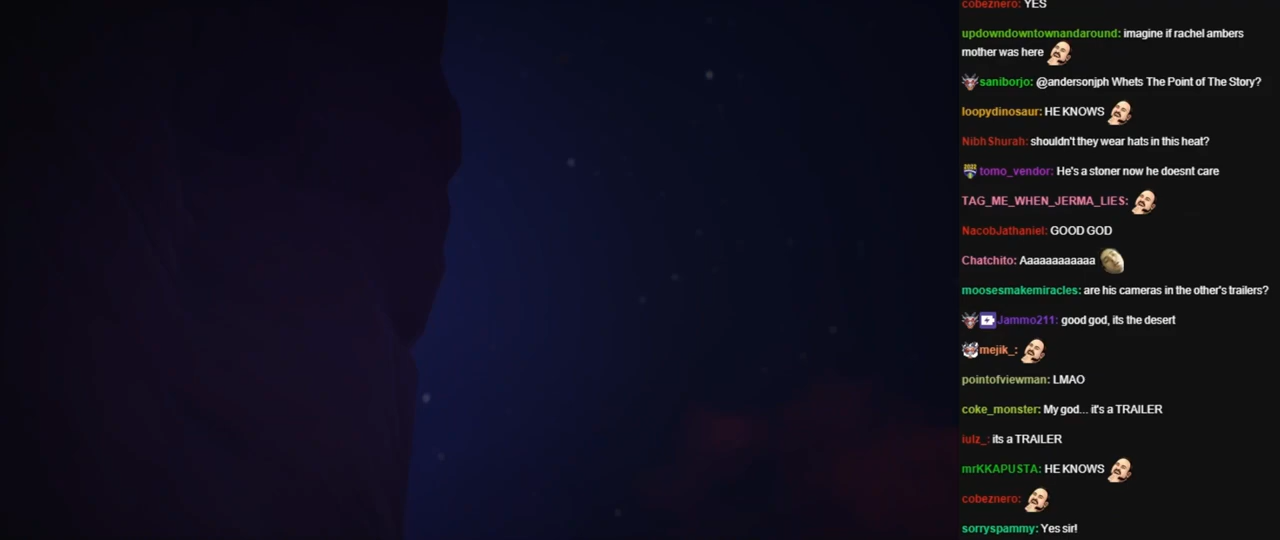 cobeznero: YES
updowndowntownandaround: imagine if rachel ambers
mother was here
saniborjo: @andersonjph Whets The Point of The Story?
loopydinosaur: HE KNOWS
NibhShurah: shouldn't they wear hats in this heat?
tomo_vendor: He's a stoner now he doesnt care
TAG_ME_WHEN_JERMA_LIES:
NacobJathaniel: GOOD GOD
Chatchito: Aaaaaaaaaaaa
moosesmakemiracles: are his cameras in the other's trailers?
Jammo211: good god, its the desert
mejik_:
pointofviewman: LMAO
coke_monster: My god... it's a TRAILER
iulz_: its a TRAILER
mrKKAPUSTA: HE KNOWS
cobeznero:
sorryspammy: Yes sir!